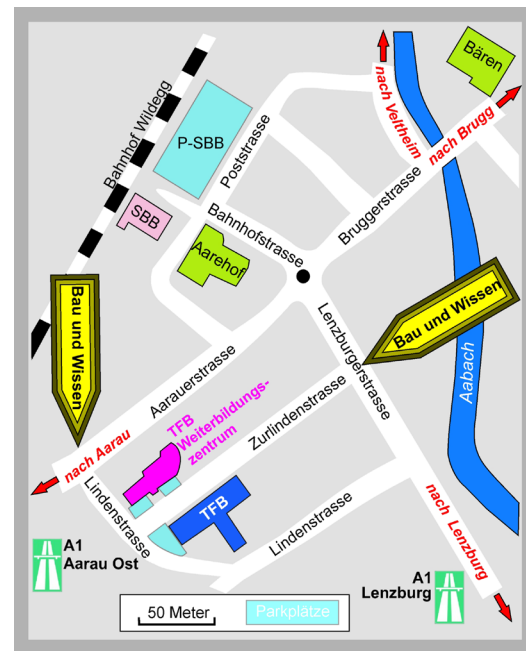 Bären
nach Veltheim
nach Brugg
Bahnhof Wildegg
P-SBB
Poststrasse
SBB
Bahnhofstrasse
Bruggerstrasse
Aarehof
Bau und Wissen
Bau und Wissen
Lenzburgerstrasse
Aabach
Aarauerstrasse
Zurlindenstrasse
TFB
Weiterbildungs-
zentrum
nach Aarau
Lindenstrasse
TFB
Lindenstrasse
nach Lenzburg
A1
Aarau Ost
A1
Lenzburg
50 Meter
Parkplätze